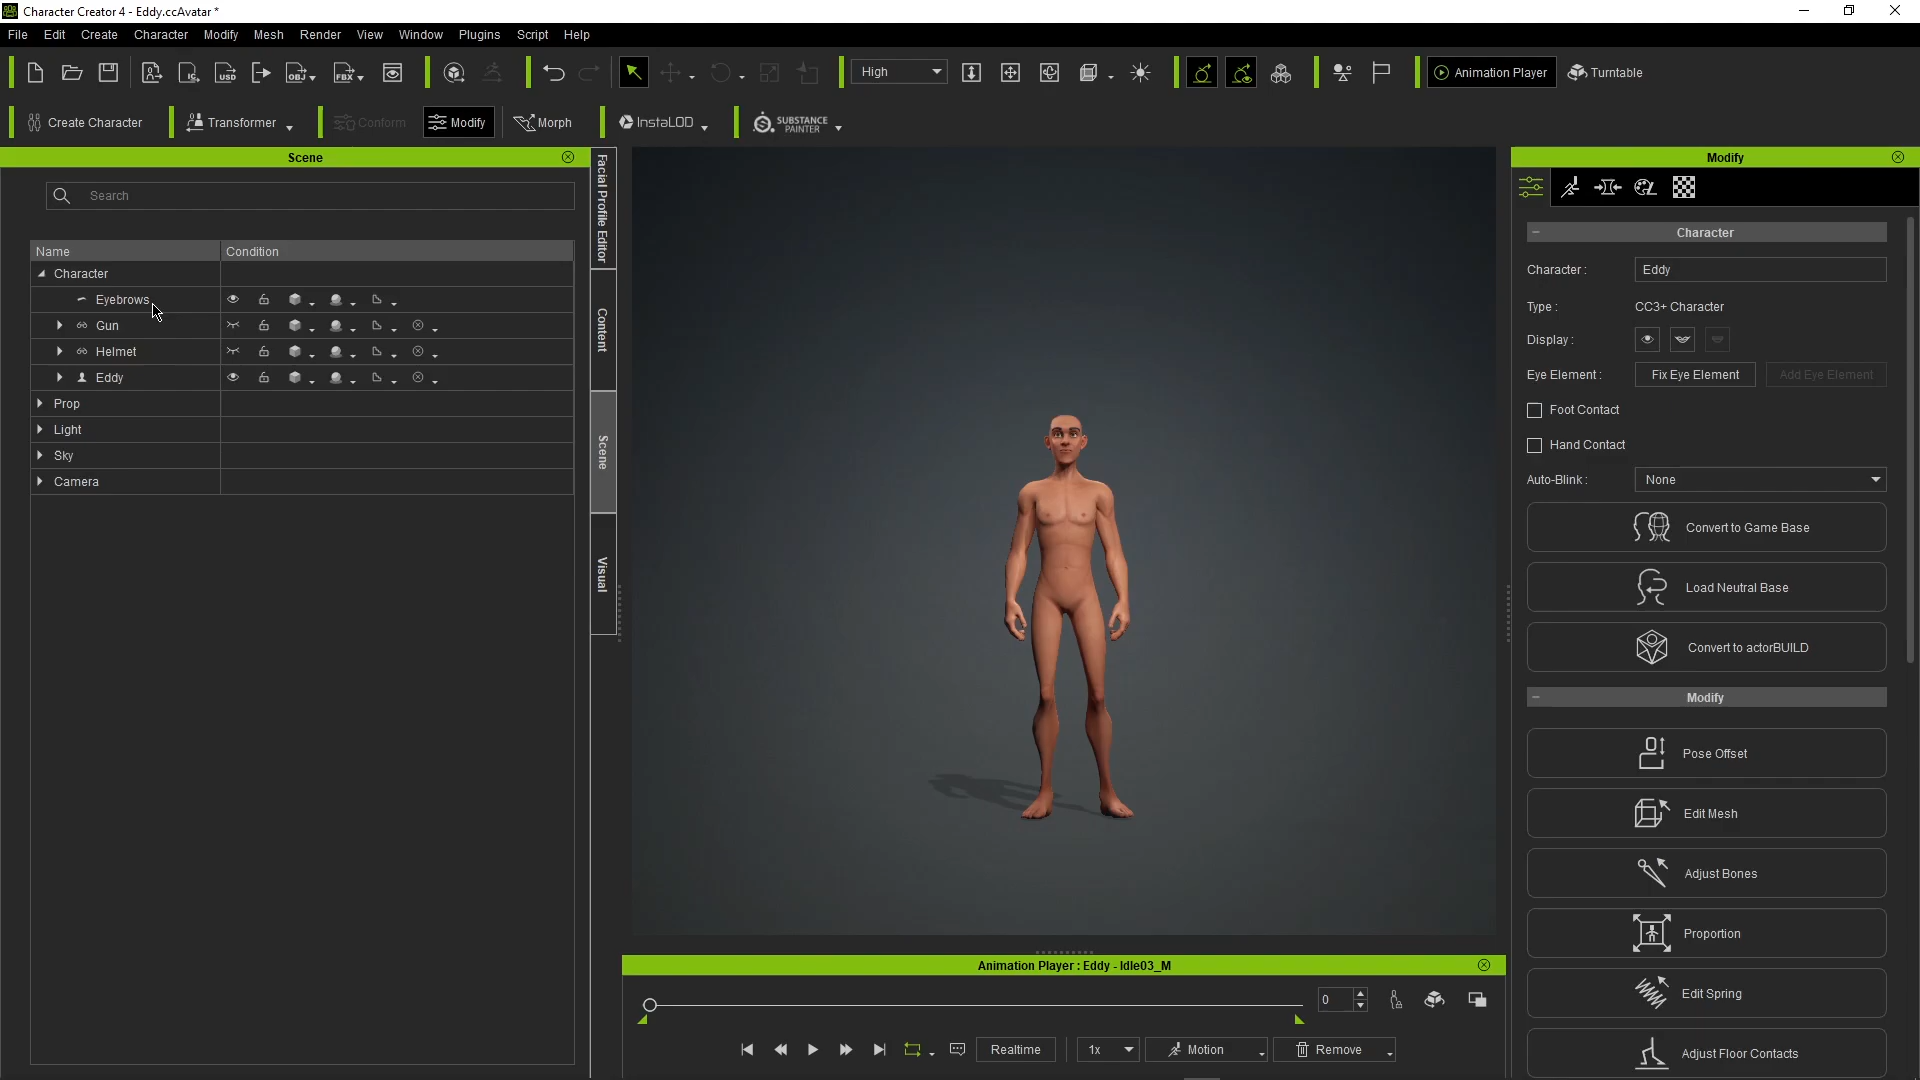 Character Creator 4 - Eddy.ccAvatar *
File Edit Create Character Modify Mesh Render View Window Plugins Script Help
IC USD OBJ FBX High Animation Player Turntable
Create Character Transformer Conform Modify Morph InstaLOD SUBSTANCE PAINTER
Scene
Search
Name Condition
Character
Eyebrows
Gun
Helmet
Eddy
Prop
Light
Sky
Camera
Facial Profile Editor
Content
Scene
Visual
Modify
Character
Character : Eddy
Type : CC3+ Character
Display :
Eye Element : Fix Eye Element Add Eye Element
Foot Contact
Hand Contact
Auto-Blink : None
Convert to Game Base
Load Neutral Base
Convert to actorBUILD
Modify
Pose Offset
Edit Mesh
Adjust Bones
Proportion
Edit Spring
Adjust Floor Contacts
Animation Player : Eddy - Idle03_M
0
Realtime 1x Motion Remove